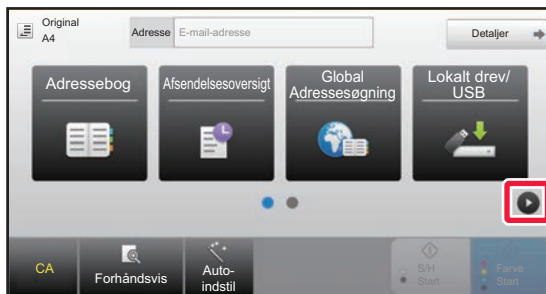 Original
A4
Adresse
E-mail-adresse
Detaljer
Adressebog
Afsendelsesoversigt
Global
Adressesøgning
Lokalt drev/
USB
CA
Forhåndsvis
Auto-
indstil
S/H
Start
Farve
Start